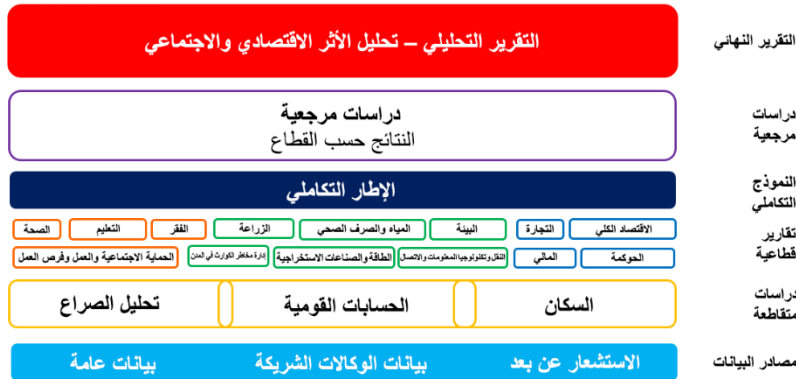 التقرير النهائي
التقرير التحليلي – تحليل الأثر الاقتصادي والاجتماعي
دراسات
مرجعية
دراسات مرجعية
النتائج حسب القطاع
النموذج
التكاملي
الإطار التكاملي
تقارير
قطاعية
الاقتصاد الكلي
التجارة
البيئة
المياه والصرف الصحي
الزراعة
الفقر
التعليم
الصحة
الحوكمة
المالي
النقل وتكنولوجيا المعلومات والاتصال
الطاقة والصناعات الاستخراجية
إدارة مخاطر الكوارث في المدن
الحماية الاجتماعية والعمل وفرص العمل
دراسات
متقاطعة
السكان
الحسابات القومية
تحليل الصراع
مصادر البيانات
الاستشعار عن بعد
بيانات الوكالات الشريكة
بيانات عامة